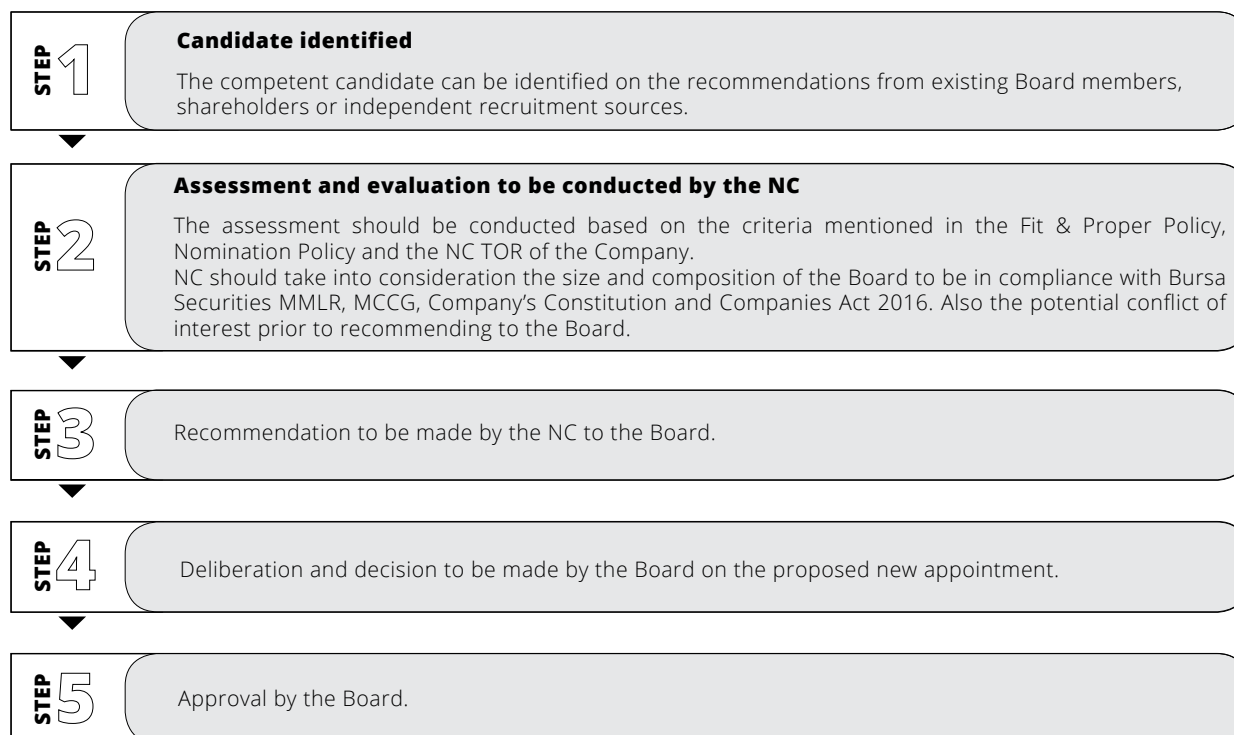 STEP 1
Candidate identified
The competent candidate can be identified on the recommendations from existing Board members,
shareholders or independent recruitment sources.
STEP 2
Assessment and evaluation to be conducted by the NC
The assessment should be conducted based on the criteria mentioned in the Fit & Proper Policy,
Nomination Policy and the NC TOR of the Company.
NC should take into consideration the size and composition of the Board to be in compliance with Bursa
Securities MMLR, MCCG, Company’s Constitution and Companies Act 2016. Also the potential conflict of
interest prior to recommending to the Board.
STEP 3
Recommendation to be made by the NC to the Board.
STEP 4
Deliberation and decision to be made by the Board on the proposed new appointment.
STEP 5
Approval by the Board.